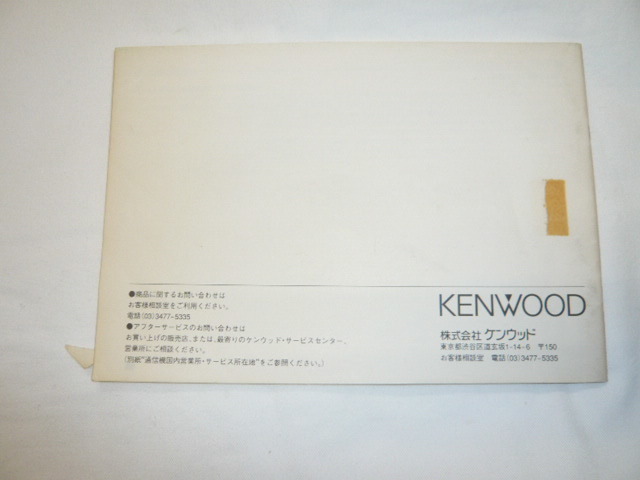 ●商品に関するお問い合わせは
お客様相談室をご利用ください。
電話(03)3477-5335
●アフターサービスのお問い合わせは
お買い上げの販売店、または、最寄りのケンウッド・サービスセンター、
営業所にご相談ください。
(別紙"通信機国内営業所・サービス所在地"をご参照ください。)
KENWOOD
株式会社 ケンウッド
東京都渋谷区道玄坂1-14-6 〒150
お客様相談室 電話(03)3477-5335